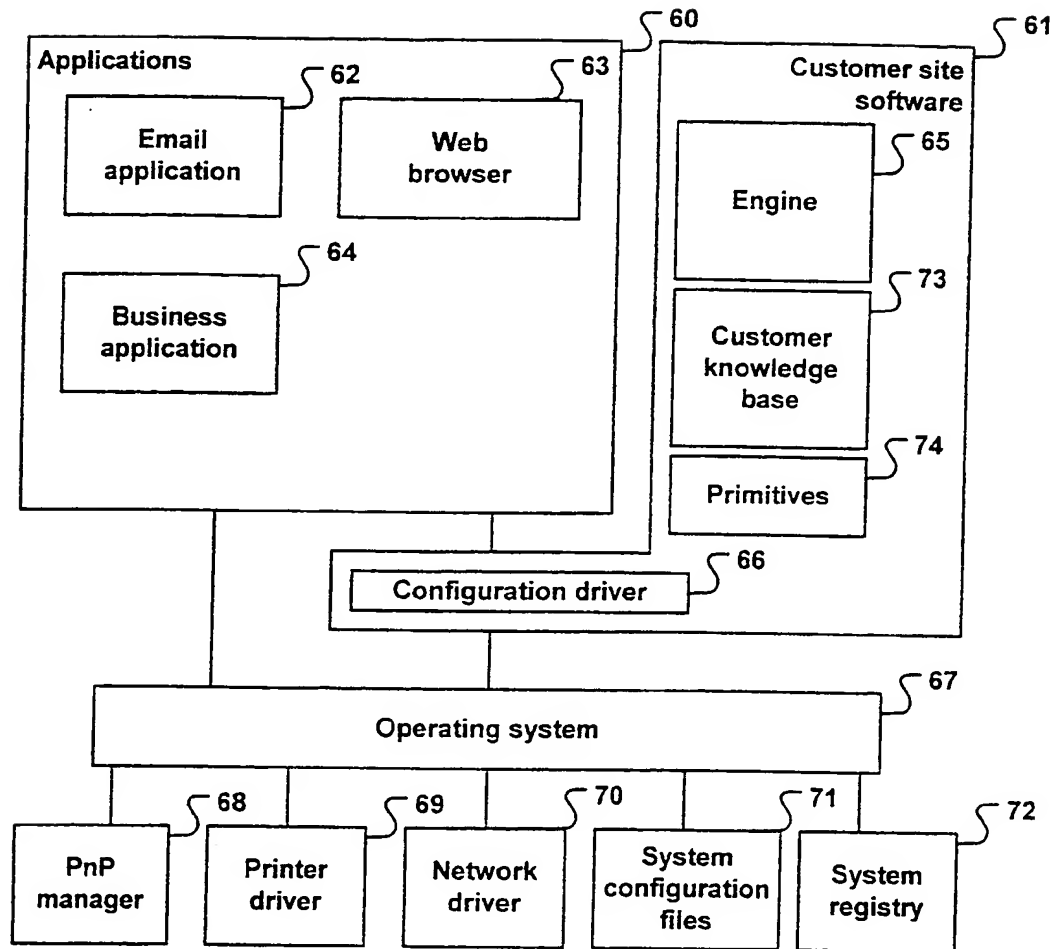 60
61
Applications
62
63
Customer site
software
Email
application
Web
browser
65
Engine
64
73
Business
application
Customer
knowledge
base
74
Primitives
66
Configuration driver
67
Operating system
68
69
70
71
72
PnP
manager
Printer
driver
Network
driver
System
configuration
files
System
registry